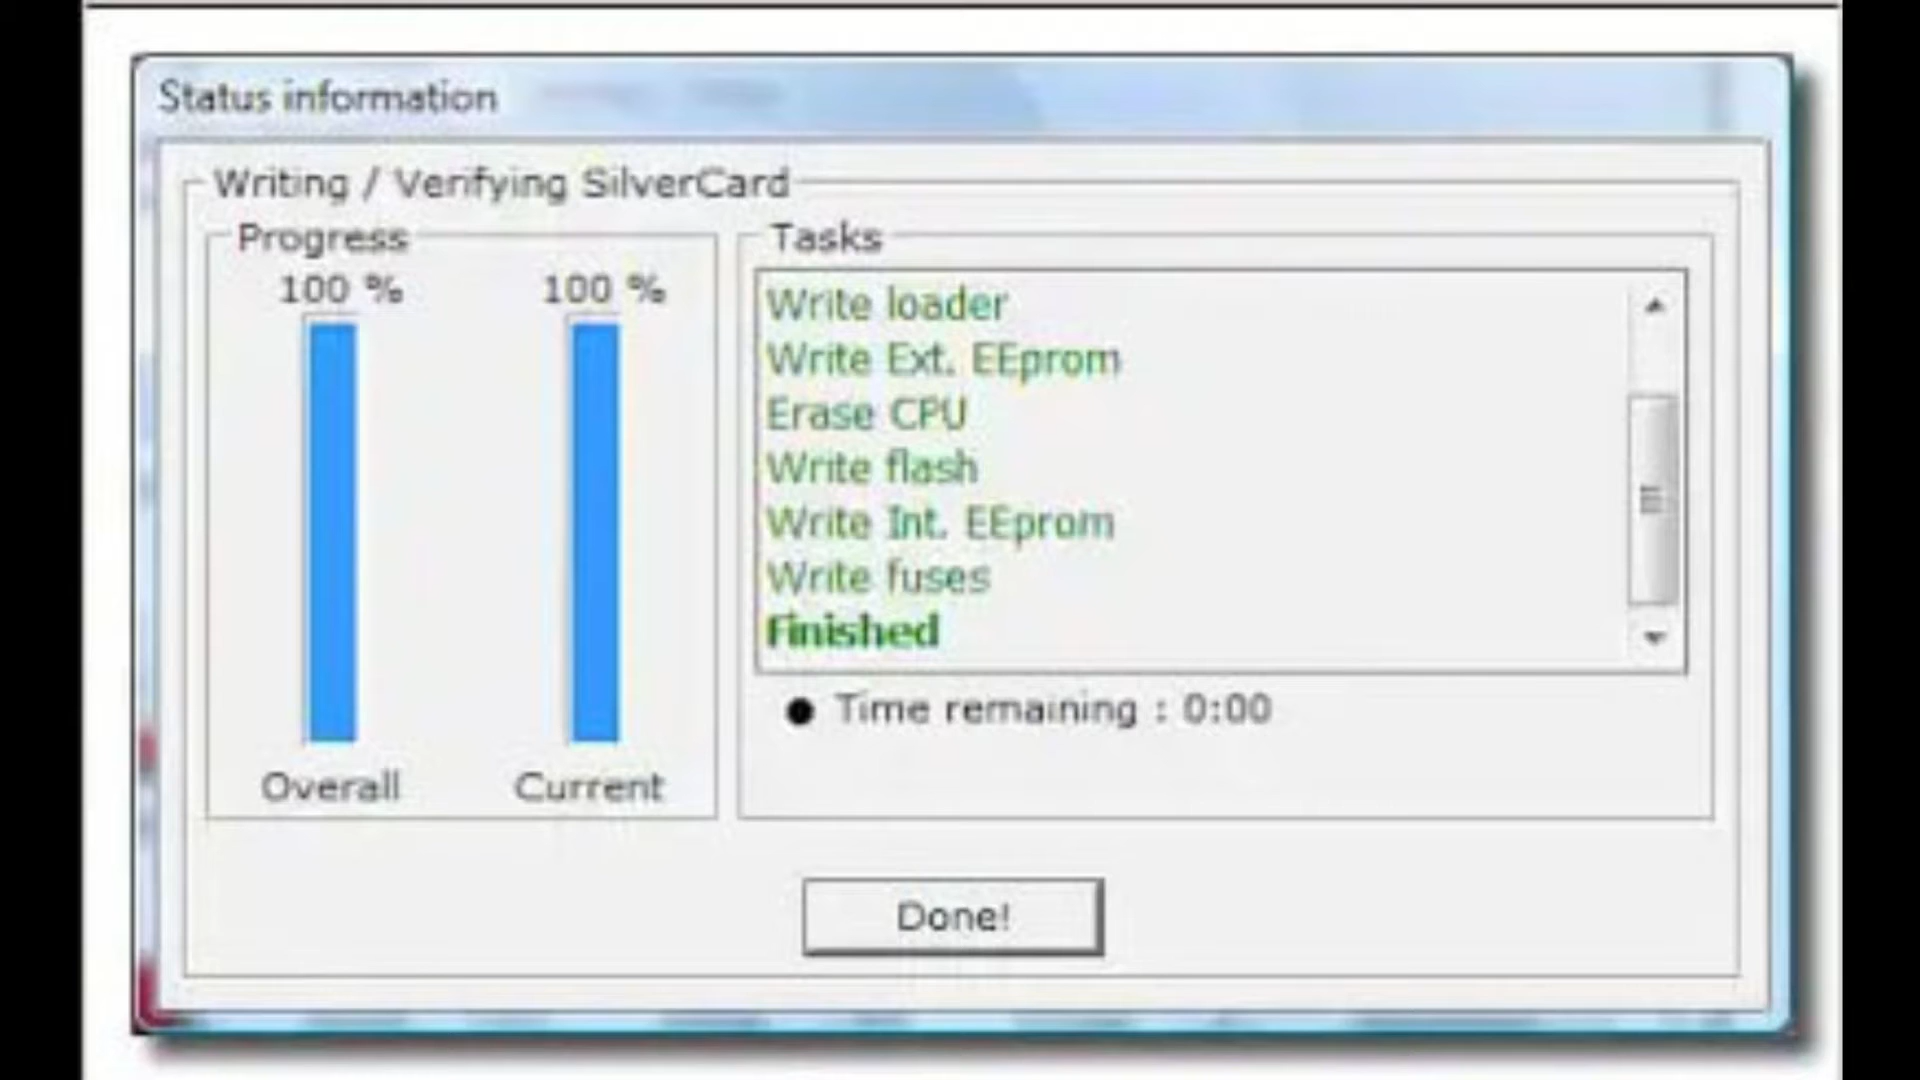 Status information
Writing / Verifying SilverCard
Progress
100 %
100 %
Overall
Current
Tasks
Write loader
Write Ext. EEprom
Erase CPU
Write flash
Write Int. EEprom
Write fuses
Finished
Time remaining : 0:00
Done!